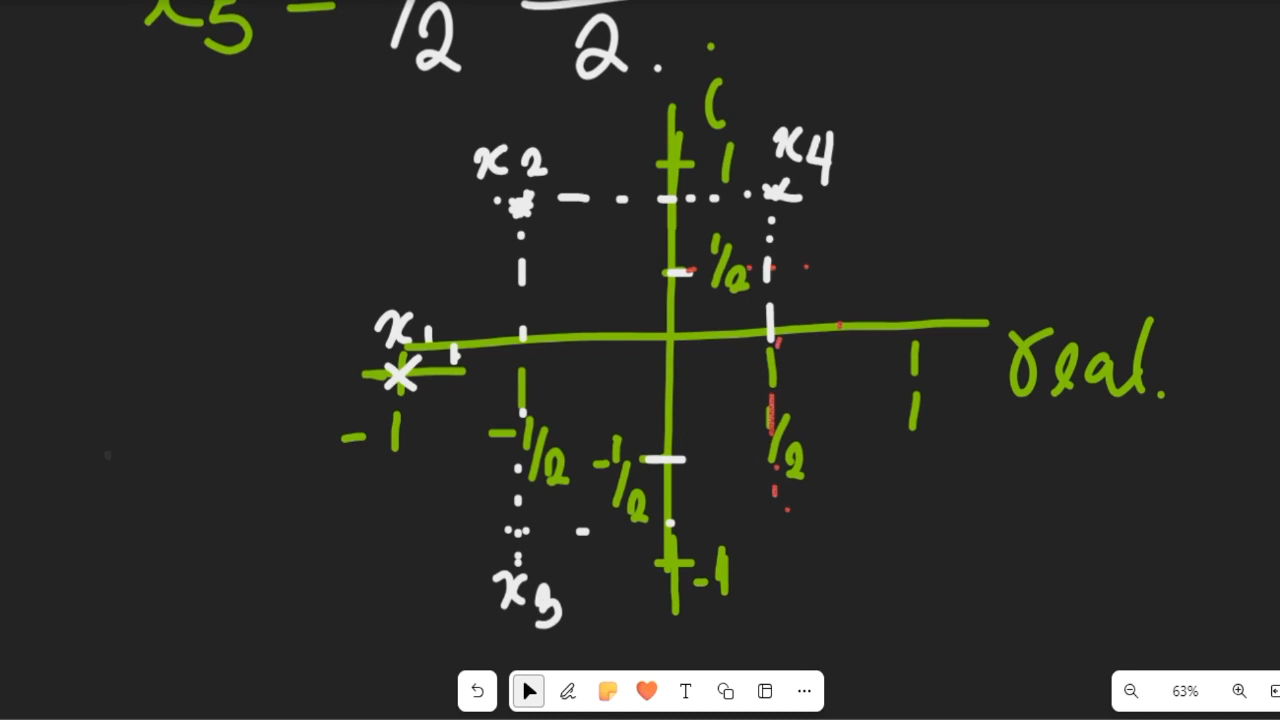 x5 = 1/2 2.
i
1
x2 x4
1/2
x1
real.
-1 -1/2 -1/2 1/2 1
-1
x3
T
63%